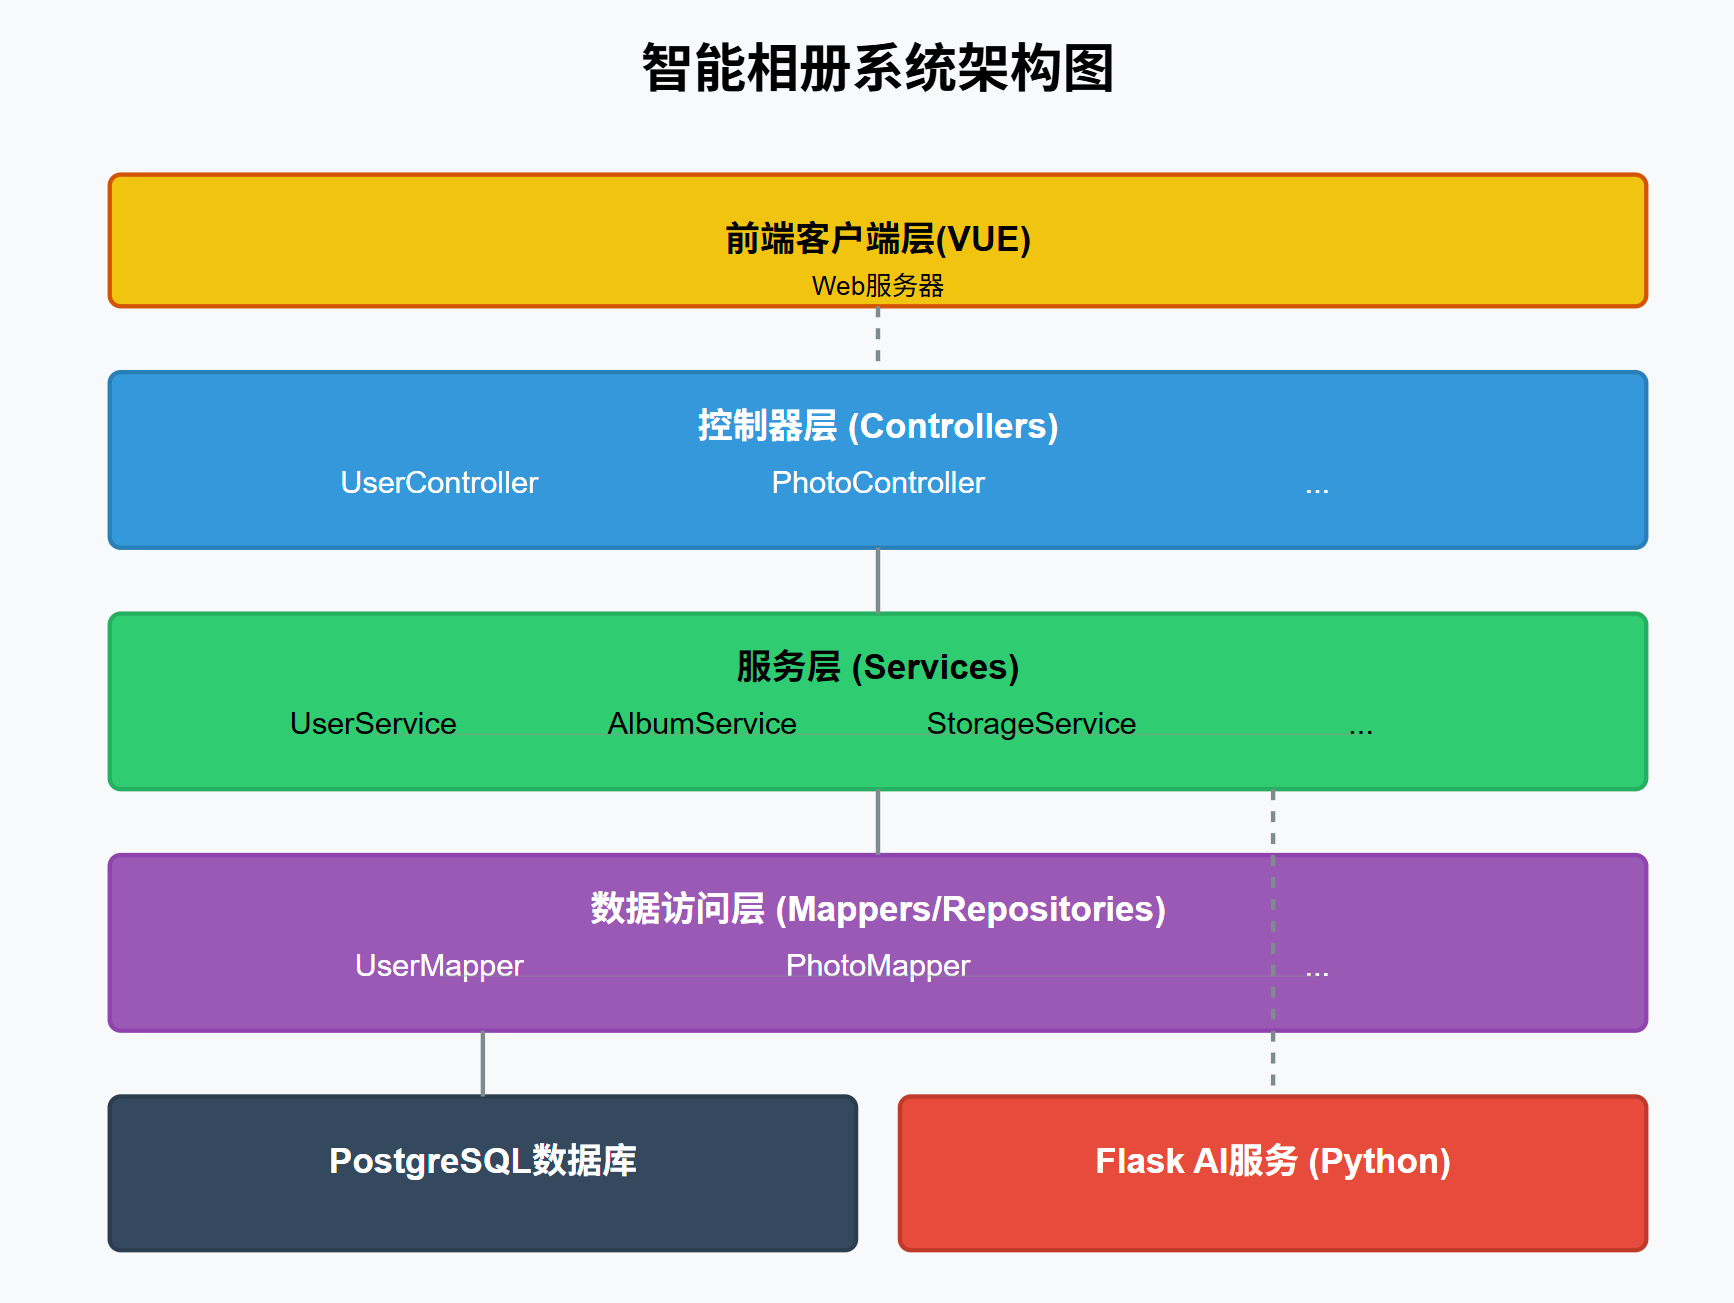 智能相册系统架构图
前端客户端层(VUE)
Web服务器
控制器层 (Controllers)
UserController PhotoController ...
服务层 (Services)
UserService AlbumService StorageService ...
数据访问层 (Mappers/Repositories)
UserMapper PhotoMapper ...
PostgreSQL数据库 Flask AI服务 (Python)